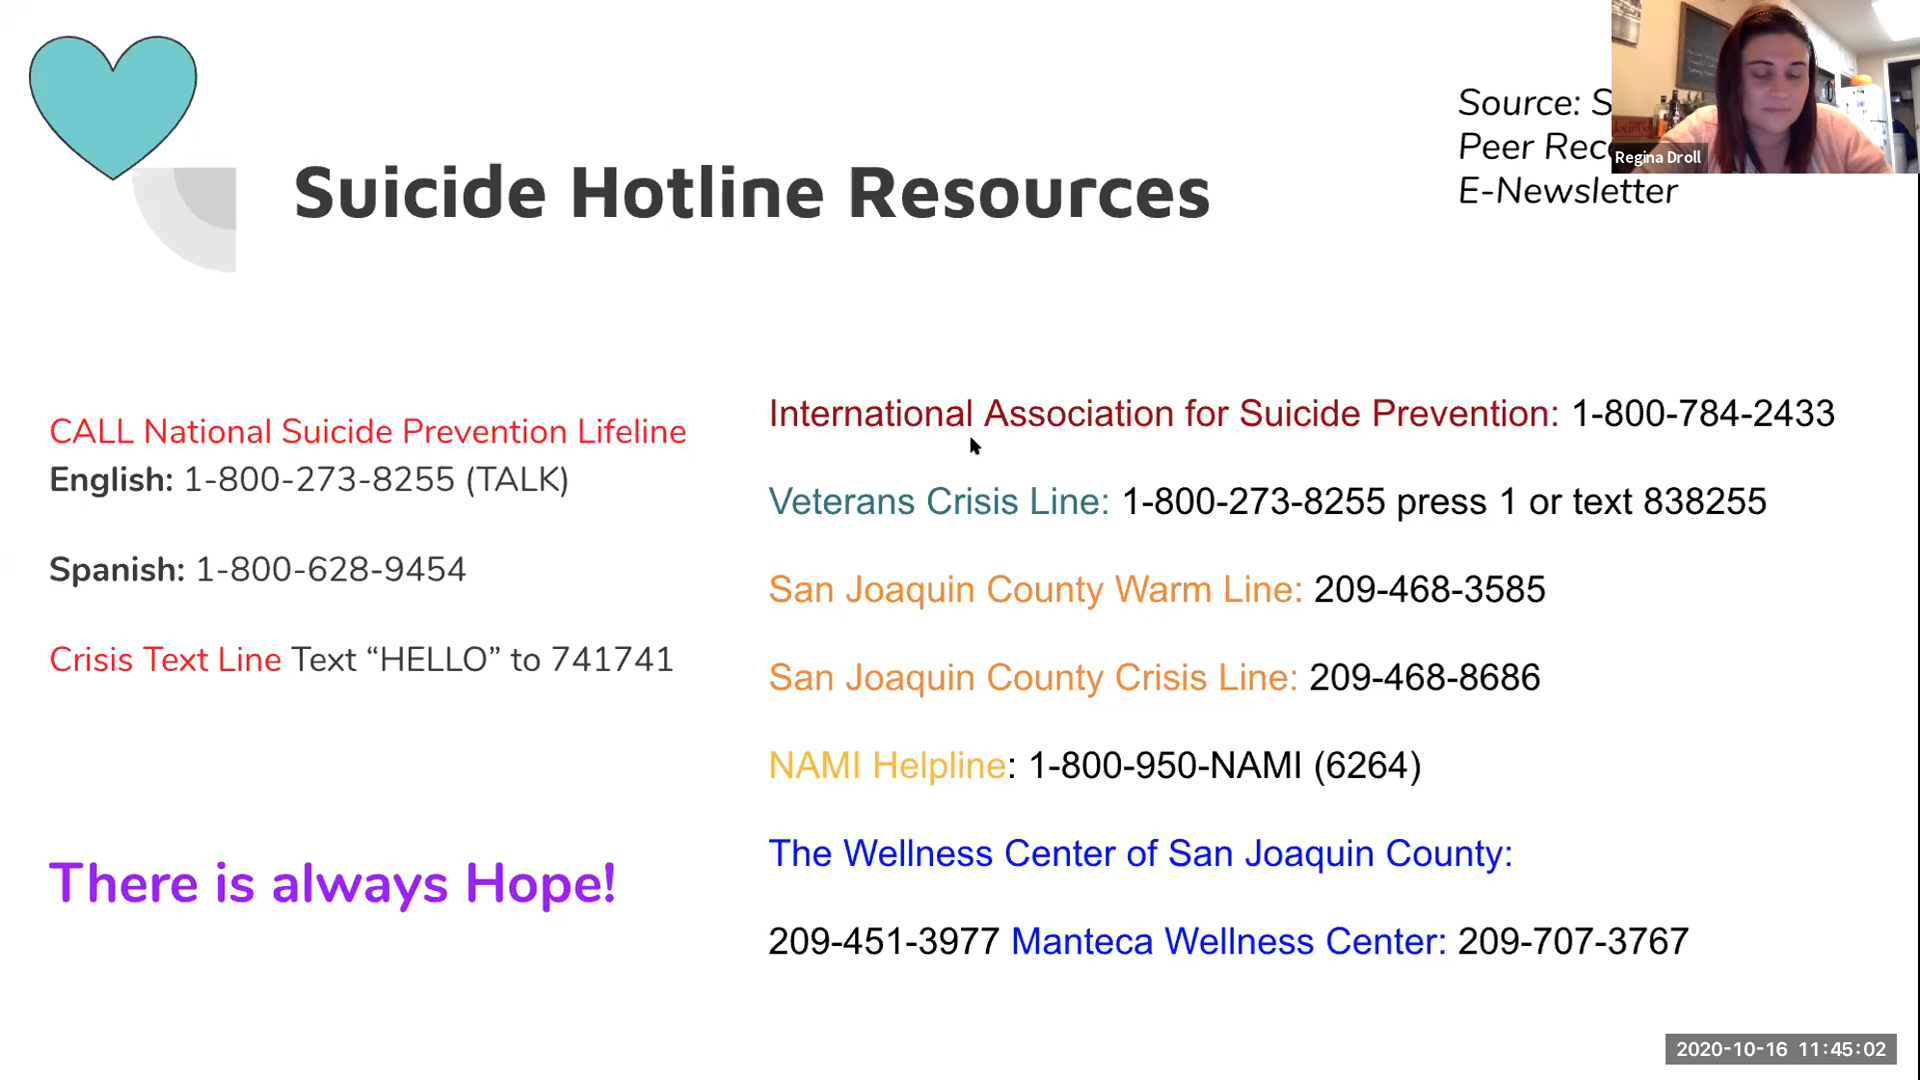 Source: S
Peer Rec
E-Newsletter
Regina Droll
Suicide Hotline Resources
CALL National Suicide Prevention Lifeline
English: 1-800-273-8255 (TALK)
Spanish: 1-800-628-9454
Crisis Text Line Text “HELLO” to 741741
There is always Hope!
International Association for Suicide Prevention: 1-800-784-2433
Veterans Crisis Line: 1-800-273-8255 press 1 or text 838255
San Joaquin County Warm Line: 209-468-3585
San Joaquin County Crisis Line: 209-468-8686
NAMI Helpline: 1-800-950-NAMI (6264)
The Wellness Center of San Joaquin County:
209-451-3977 Manteca Wellness Center: 209-707-3767
2020-10-16 11:45:02